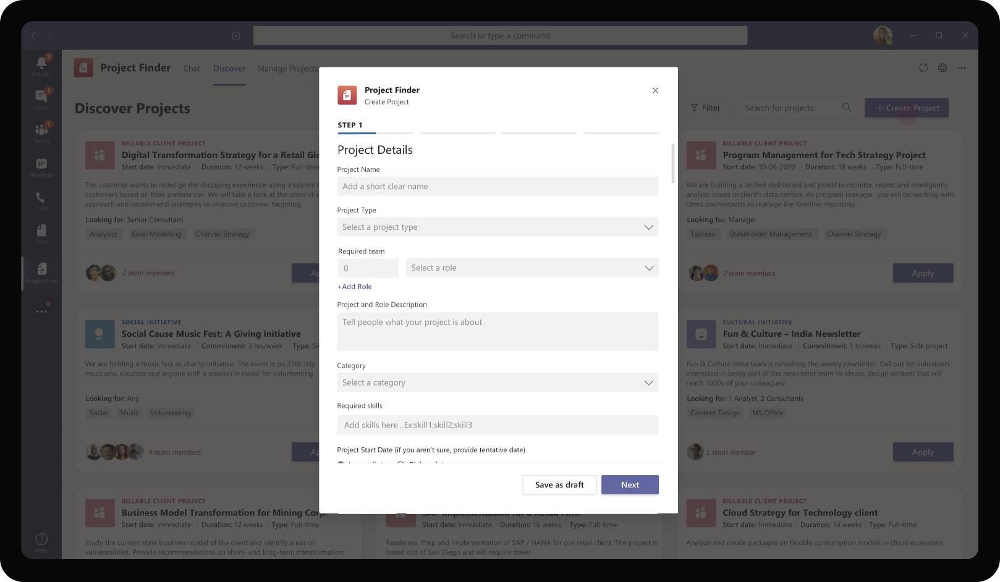 Search or type a command
2
Activity
1
Chat
1
Teams
Meetings
Calls
Files
Project Find...
Help
Project Finder
Chat
Discover
Manage Projects
Discover Projects
Filter
Search for projects
Create Project
BILLABLE CLIENT PROJECT
Digital Transformation Strategy for a Retail Gia
Start date: Immediate Duration: 12 weeks Type: Full-time
The customer wants to redesign the shopping experience using analytics t
customers based on their preferences. We will take a look at the omni-cha
approach and recommend strategies to improve customer targeting.
Looking for: Senior Consultant
Analytics Excel Modelling Channel Strategy
2 team members
Ap
BILLABLE CLIENT PROJECT
Program Management for Tech Strategy Project
Start date: 30-06-2020 Duration: 18 weeks Type: Full-time
We are building a unified dashboard and portal to monitor, report and intelligently
analyze issues in client's data centers. As program manager, you will be working with
client counterparts to manage the timeline, reporting...
Looking for: Manager
Tableau Stakeholder Management Channel Strategy
2 team members
Apply
SOCIAL INITIATIVE
Social Cause Music Fest: A Giving initiative
Start date: Immediate Commitment: 3 hrs/week Type: Si
We are holding a music fest as charity initiative. The event is on 25th July.
musicians, vocalists and anyone with a passion in music for volunteering
Looking for: Any
Social Music Volunteering
4 team members
Ap
CULTURAL INITIATIVE
Fun & Culture – India Newsletter
Start date: Immediate Commitment: 1 hr/week Type: Side project
Fun & Culture India team is rehashing the weekly newsletter. Call out for volunteers
interested in being part of the newsletter team to ideate, design content that will
reach 1000s of your colleagues!
Looking for: 1 Analyst, 2 Consultants
Content Design MS Office
1 team member
Apply
BILLABLE CLIENT PROJECT
Business Model Transformation for Mining Corp.
Start date: Immediate Duration: 12 weeks Type: Full-time
Study the current state business model of the client and identify areas of
vulnerabilities. Provide recommendations on short- and long-term transformation
SAP Implementation for a Retail Firm
Start date: Immediate Duration: 16 weeks Type: Full-time
Readiness, Prep and implementation of SAP / HANA for our retail client. The project is
based out of San Diego and will require travel
BILLABLE CLIENT PROJECT
Cloud Strategy for Technology client
Start date: Immediate Duration: 14 weeks Type: Full-time
Analyze and create packages on flexible consumption models in cloud ecosystem.
Project Finder
Create Project
STEP 1
Project Details
Project Name
Add a short clear name
Project Type
Select a project type
Required team
0 Select a role
+Add Role
Project and Role Description
Tell people what your project is about
Category
Select a category
Required skills
Add skills here...Ex:skill1;skill2;skill3
Project Start Date (if you aren't sure, provide tentative date)
Save as draft Next